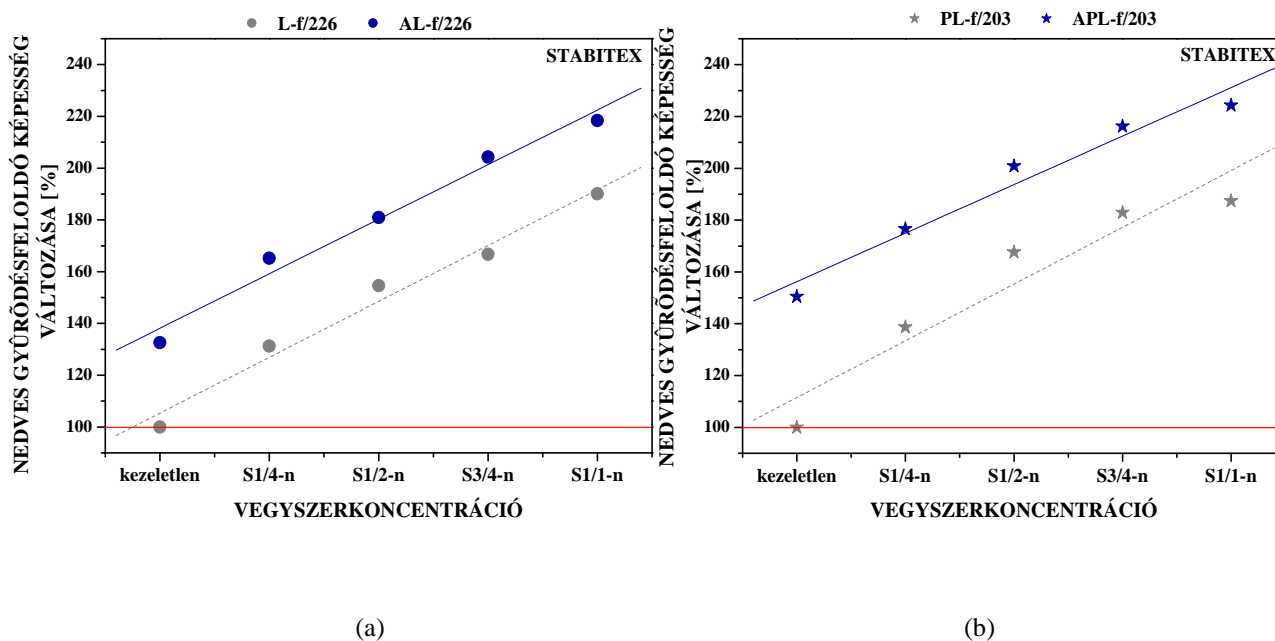 L-f/226 AL-f/226
STABITEX
NEDVES GYÛRÕDÉSFELOLDÓ KÉPESSÉG
VÁLTOZÁSA [%]
240
220
200
180
160
140
120
100
kezeletlen S1/4-n S1/2-n S3/4-n S1/1-n
VEGYSZERKONCENTRÁCIÓ
(a)
PL-f/203 APL-f/203
STABITEX
NEDVES GYÛRÕDÉSFELOLDÓ KÉPESSÉG
VÁLTOZÁSA [%]
240
220
200
180
160
140
120
100
kezeletlen S1/4-n S1/2-n S3/4-n S1/1-n
VEGYSZERKONCENTRÁCIÓ
(b)